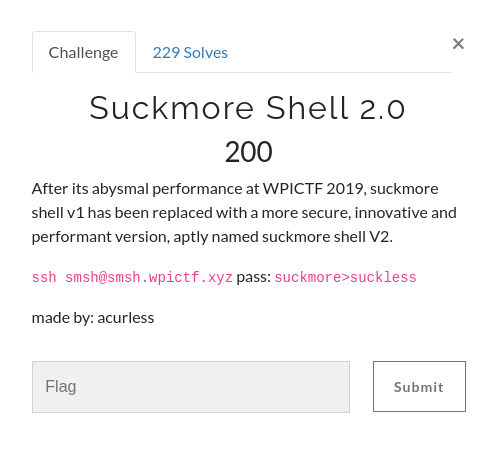 Challenge
229 Solves
×
Suckmore Shell 2.0
200
After its abysmal performance at WPICTF 2019, suckmore
shell v1 has been replaced with a more secure, innovative and
performant version, aptly named suckmore shell V2.
ssh smsh@smsh.wpictf.xyz pass: suckmore>suckless
made by: acurless
Flag
Submit